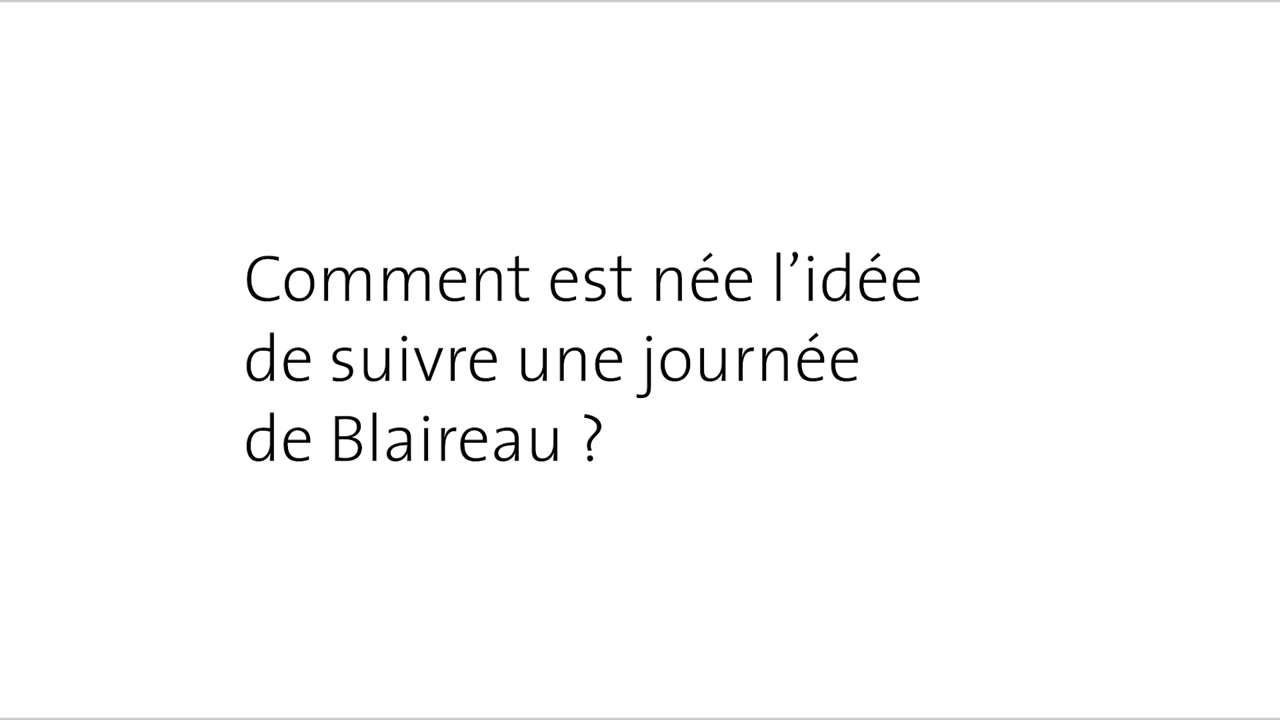 Comment est née l’idée
de suivre une journée
de Blaireau ?